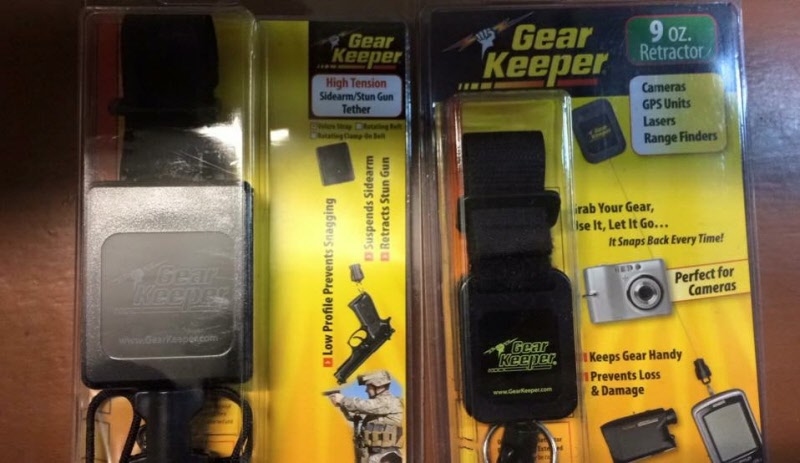 Gear
Keeper
High Tension
Sidearm/Stun Gun
Tether
Velcro Strap Rotating Belt
Rotating Clamp-On Belt
Low Profile Prevents Snagging
Suspends Sidearm
Retracts Stun Gun
Gear
Keeper
www.GearKeeper.com
Gear
Keeper
9 oz.
Retractor
Cameras
GPS Units
Lasers
Range Finders
Gear
Keeper
Your Gear,
It, Let It Go...
It Snaps Back Every Time!
Perfect for
Cameras
Keeps Gear Handy
Prevents Loss
& Damage
Gear
Keeper
www.GearKeeper.com